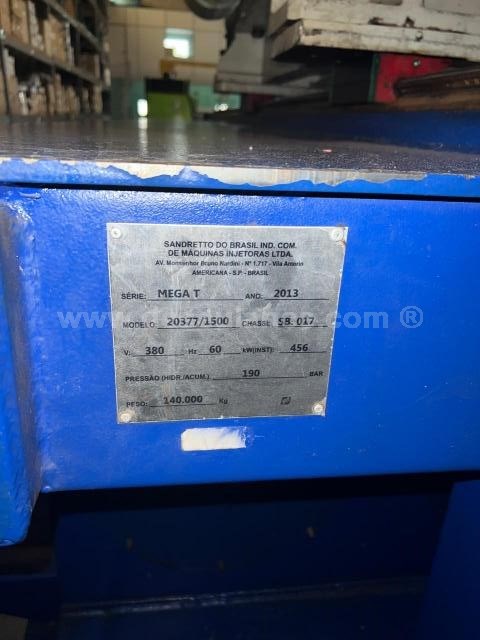 SANDRETTO DO BRASIL IND. COM.
DE MÁQUINAS INJETORAS LTDA.
AV. Monsenhor Bruno Nardini - Nº 1.717 - Vila Amorim
AMERICANA - S.P. - BRASIL
SÉRIE: MEGA T ANO: 2013
MODELO: 20377/1500 CHASSE: 58.017
V: 380 Hz 60 kW(INST): 456
PRESSÃO (HIDR./ACUM.) 190 BAR
PESO: 140.000 Kg